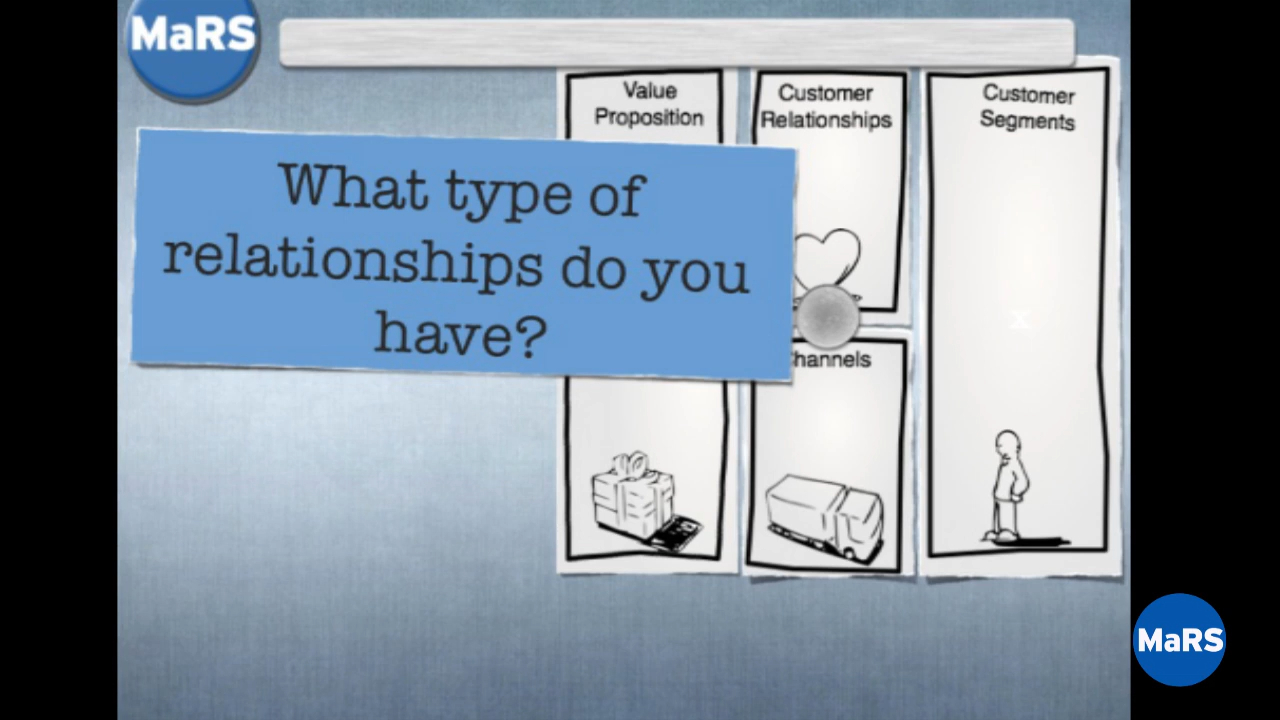 MaRS
Value
Proposition
Customer
Relationships
Customer
Segments
What type of
relationships do you
have?
x
hannels
MaRS